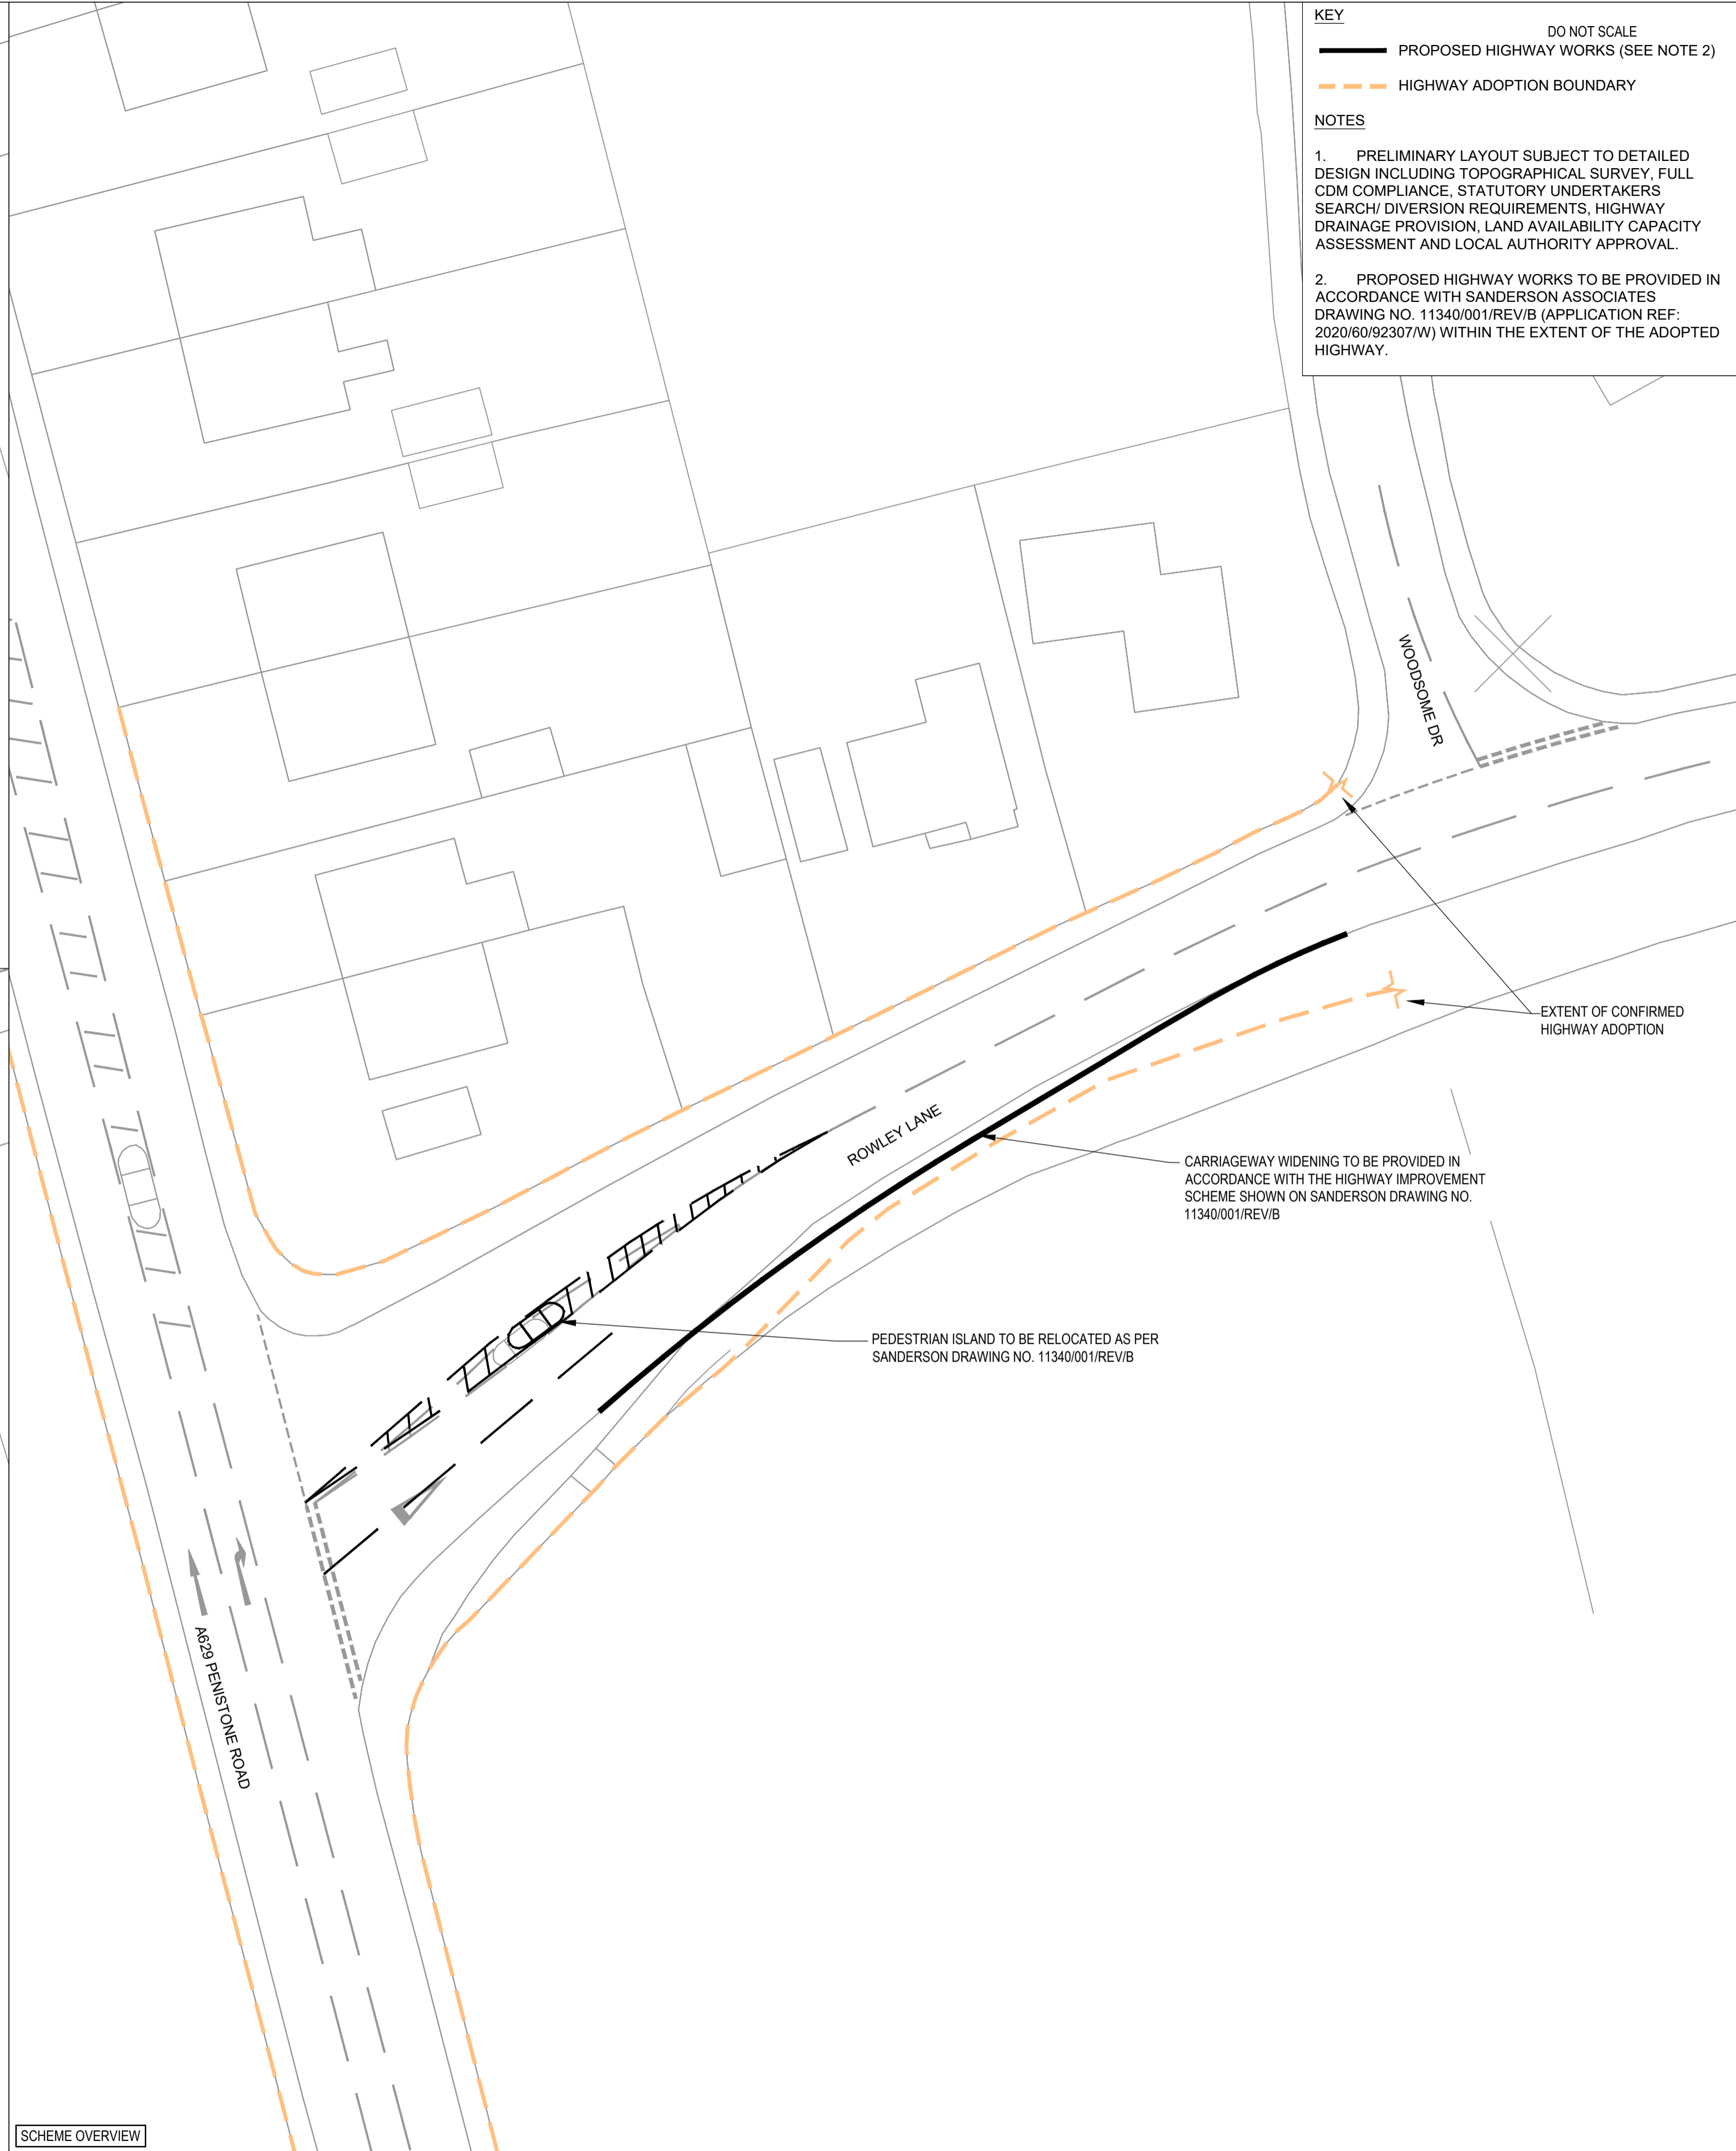 KEY
DO NOT SCALE
PROPOSED HIGHWAY WORKS (SEE NOTE 2)
HIGHWAY ADOPTION BOUNDARY
NOTES
1. PRELIMINARY LAYOUT SUBJECT TO DETAILED
DESIGN INCLUDING TOPOGRAPHICAL SURVEY, FULL
CDM COMPLIANCE, STATUTORY UNDERTAKERS
SEARCH/ DIVERSION REQUIREMENTS, HIGHWAY
DRAINAGE PROVISION, LAND AVAILABILITY CAPACITY
ASSESSMENT AND LOCAL AUTHORITY APPROVAL.
2. PROPOSED HIGHWAY WORKS TO BE PROVIDED IN
ACCORDANCE WITH SANDERSON ASSOCIATES
DRAWING NO. 11340/001/REV/B (APPLICATION REF:
2020/60/92307/W) WITHIN THE EXTENT OF THE ADOPTED
HIGHWAY.
WOODSOME DR
EXTENT OF CONFIRMED
HIGHWAY ADOPTION
ROWLEY LANE
CARRIAGEWAY WIDENING TO BE PROVIDED IN
ACCORDANCE WITH THE HIGHWAY IMPROVEMENT
SCHEME SHOWN ON SANDERSON DRAWING NO.
11340/001/REV/B
PEDESTRIAN ISLAND TO BE RELOCATED AS PER
SANDERSON DRAWING NO. 11340/001/REV/B
A629 PENISTONE ROAD
SCHEME OVERVIEW